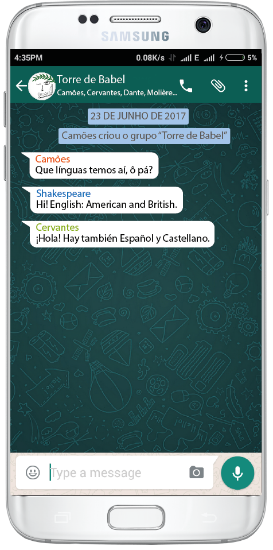 SAMSUNG
4:35PM 0.08K/s E 5%
Torre de Babel
Camões, Cervantes, Dante, Molière...
23 DE JUNHO DE 2017
Camões criou o grupo “Torre de Babel”
Camões
Que línguas temos aí, ô pá?
Shakespeare
Hi! English: American and British.
Cervantes
¡Hola! Hay también Español y Castellano.
Type a message